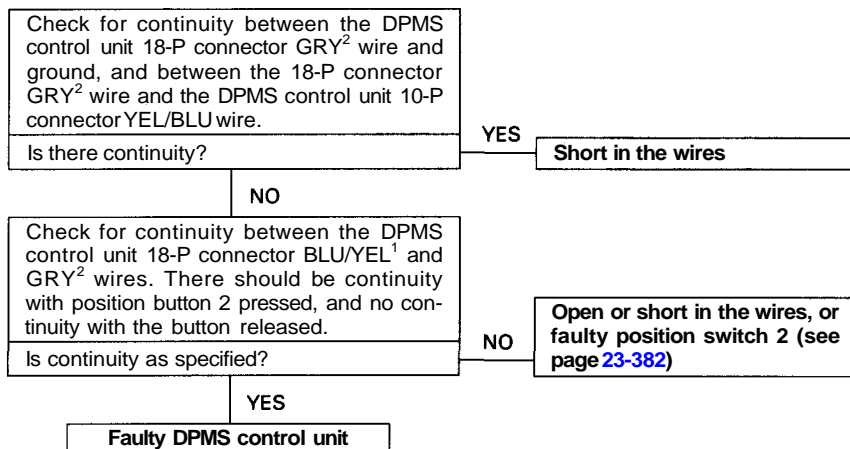 Check for continuity between the DPMS
control unit 18-P connector GRY² wire and
ground, and between the 18-P connector
GRY² wire and the DPMS control unit 10-P
connector YEL/BLU wire.
Is there continuity?
YES
Short in the wires
NO
Check for continuity between the DPMS
control unit 18-P connector BLU/YEL¹ and
GRY² wires. There should be continuity
with position button 2 pressed, and no con-
tinuity with the button released.
Is continuity as specified?
NO
Open or short in the wires, or
faulty position switch 2 (see
page 23-382)
YES
Faulty DPMS control unit